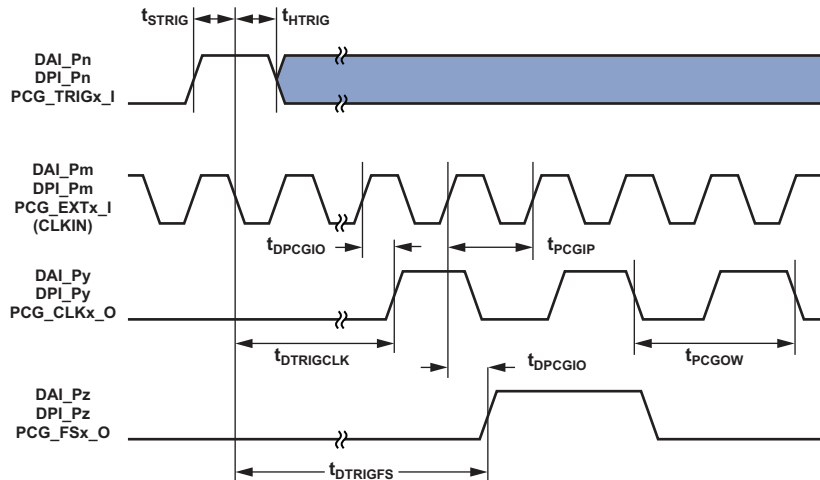 tSTRIG
tHTRIG
DAI_Pn
DPI_Pn
PCG_TRIGx_I
DAI_Pm
DPI_Pm
PCG_EXTx_I
(CLKIN)
tDPCGIO
tPCGIP
DAI_Py
DPI_Py
PCG_CLKx_O
tDTRIGCLK
tDPCGIO
tPCGOW
DAI_Pz
DPI_Pz
PCG_FSx_O
tDTRIGFS